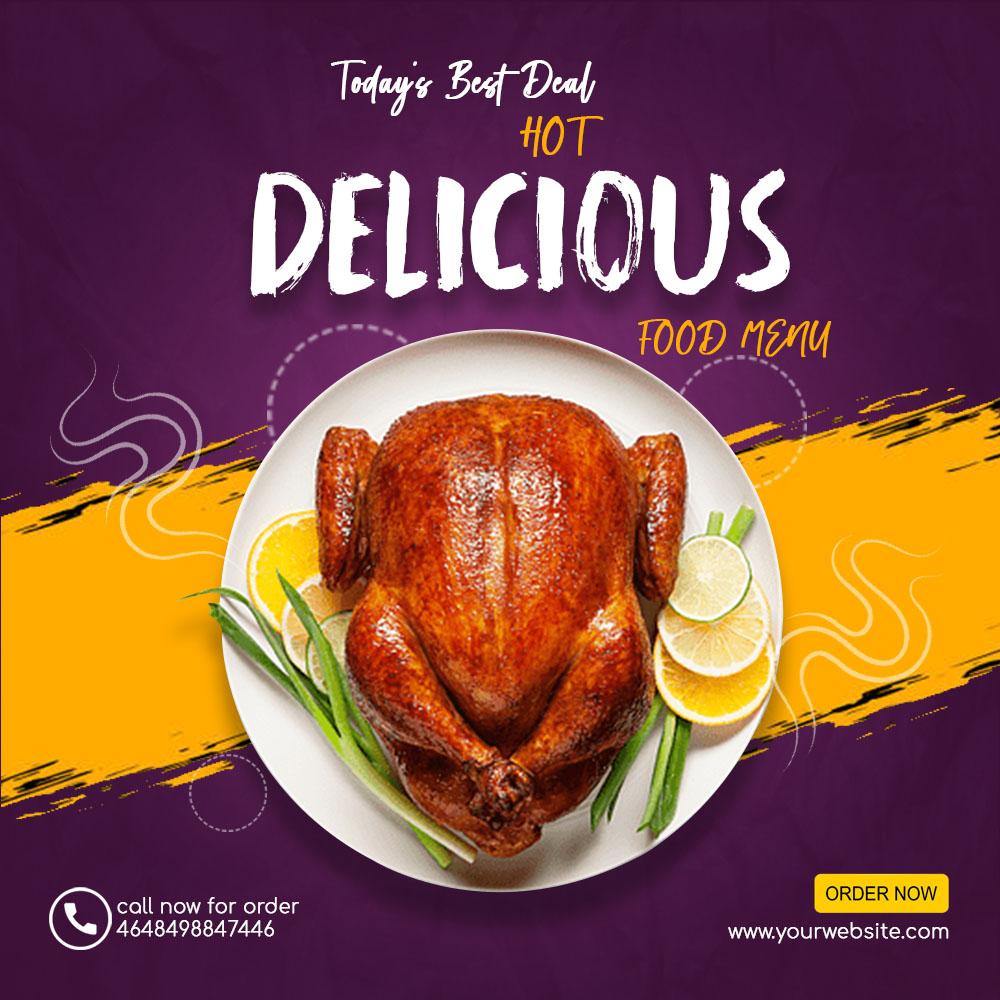 Today's Best Deal
HOT
DELICIOUS
FOOD MENU
call now for order
4648498847446
ORDER NOW
www.yourwebsite.com